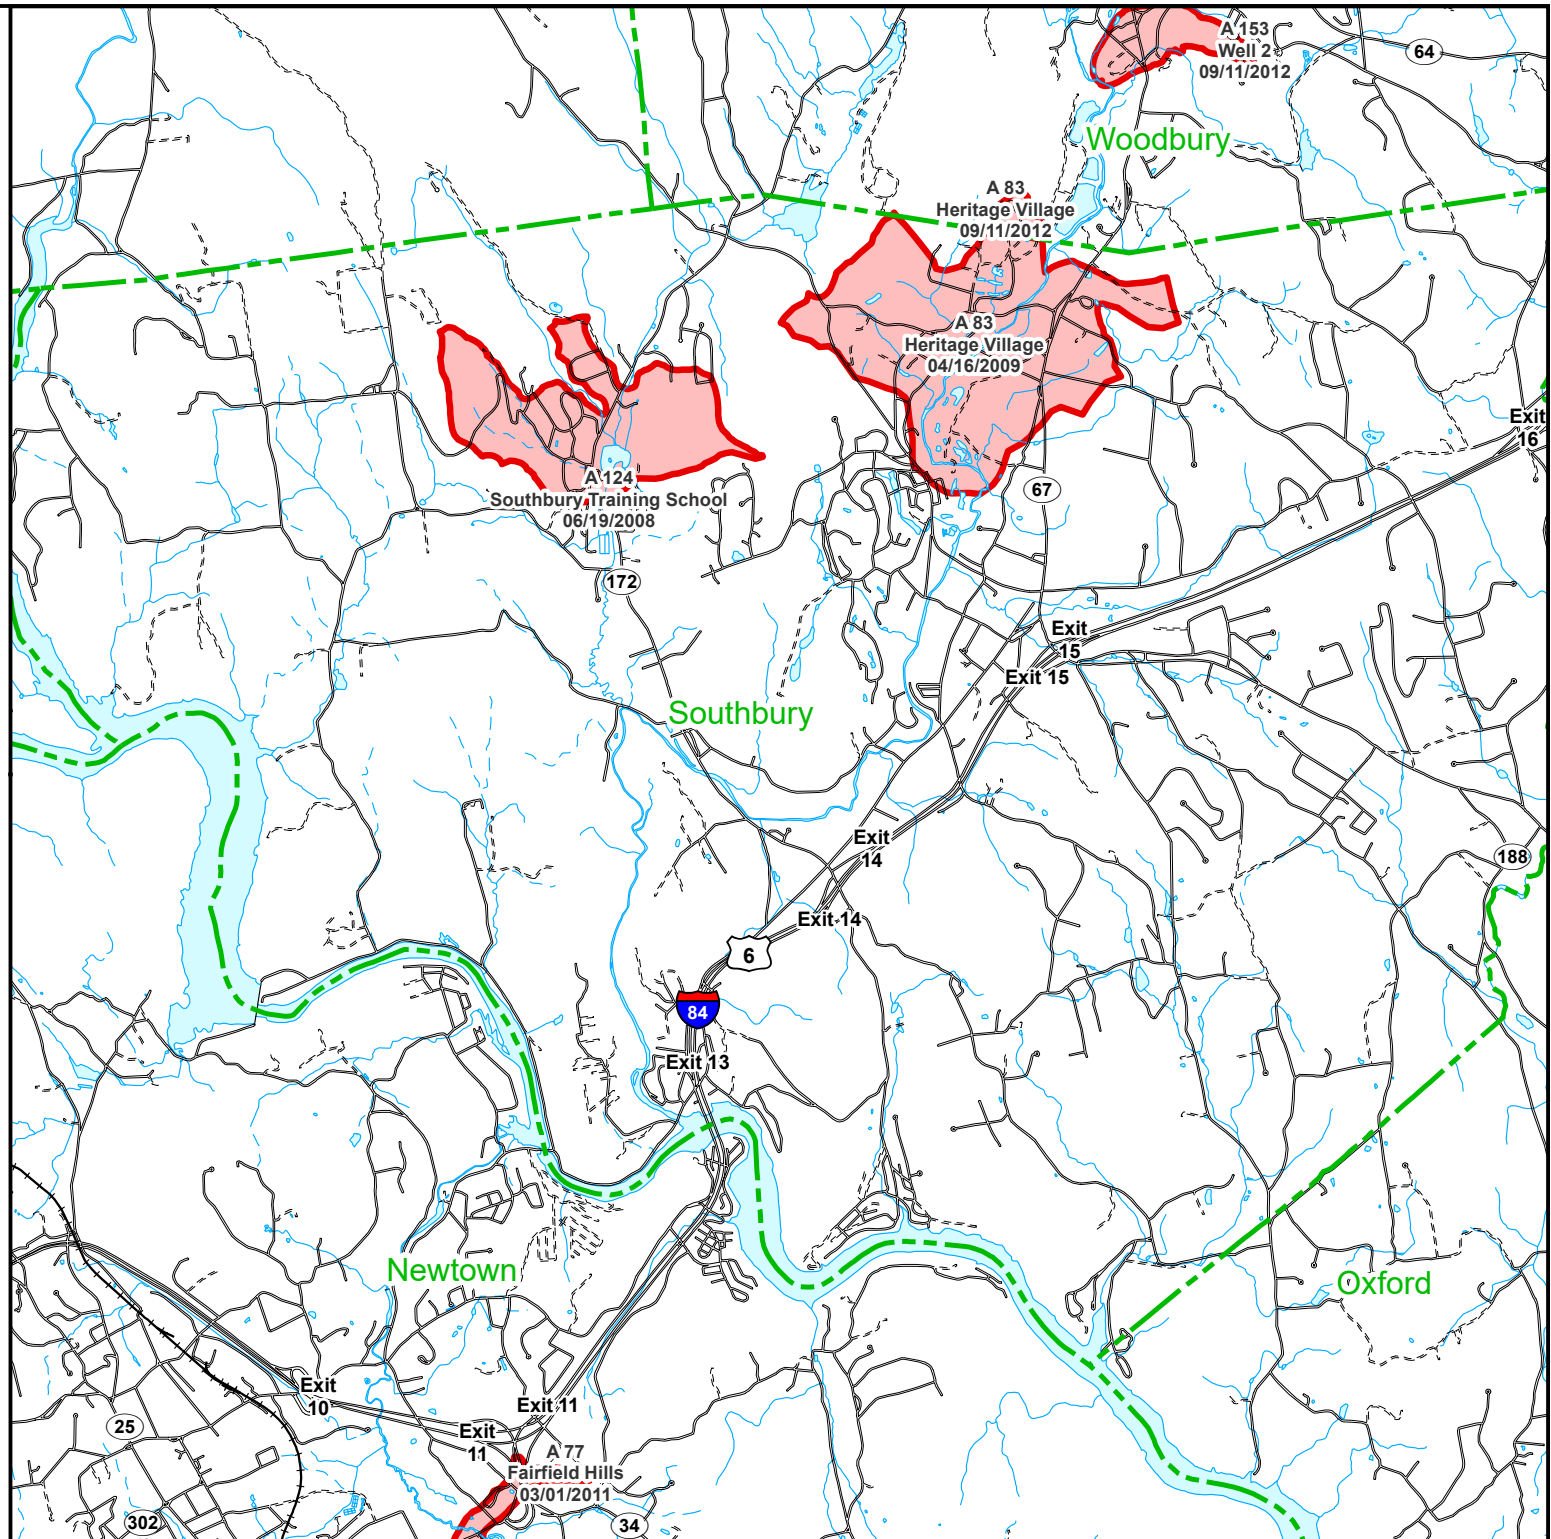 A 153
Well 2
09/11/2012
64
Woodbury
A 83
Heritage Village
09/11/2012
A 83
Heritage Village
04/16/2009
Exit
16
A 124
Southbury Training School
06/19/2008
67
172
Exit
15
Exit 15
Southbury
Exit
14
188
Exit 14
6
84
Exit 13
Newtown
Oxford
Exit
10
Exit 11
25
Exit
11
A 77
Fairfield Hills
03/01/2011
302
34